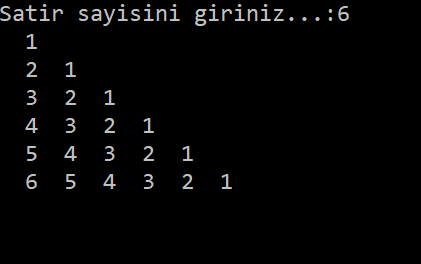 Satir sayisini giriniz...:6
1
2 1
3 2 1
4 3 2 1
5 4 3 2 1
6 5 4 3 2 1